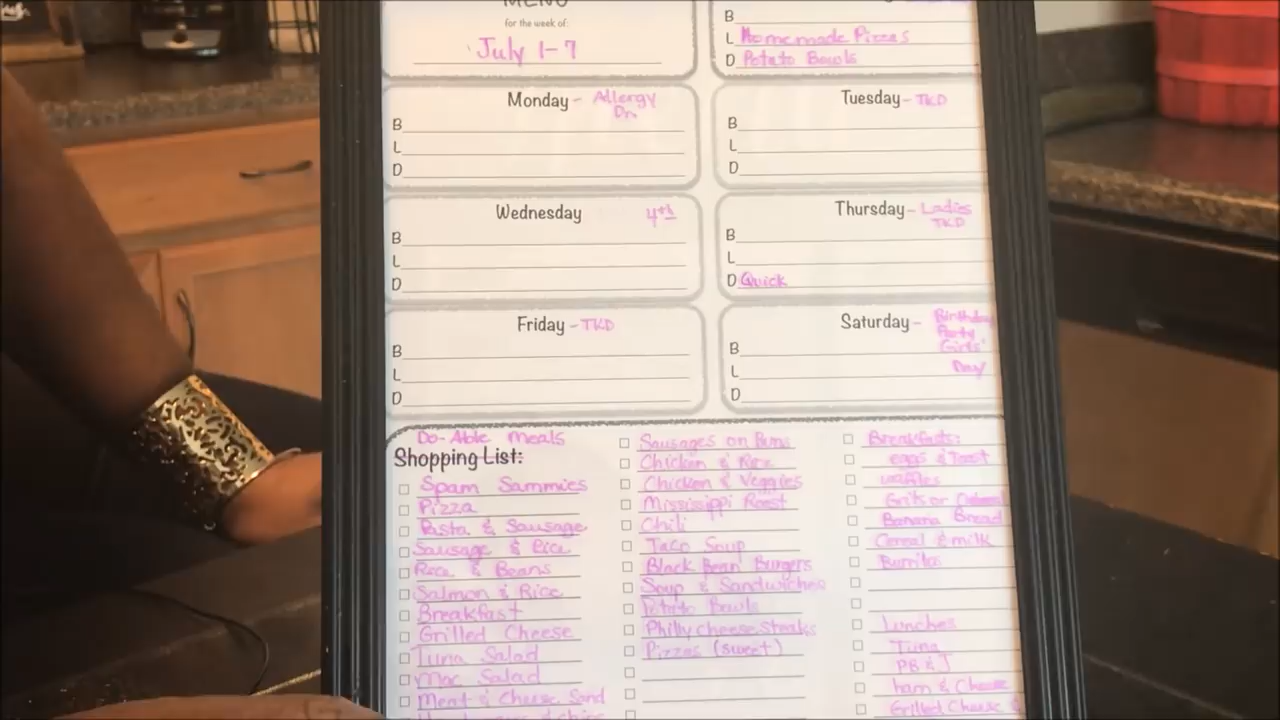 MENU
for the week of:
July 1-7
B
L Homemade Pizzas
D Potato Bowls
Monday - Allergy
Dr.
B
L
D
Tuesday - TKD
B
L
D
Wednesday 4th
B
L
D
Thursday - Ladies
TKD
B
L
D Quick
Friday - TKD
B
L
D
Saturday - Birthday
Party
Girls'
Day
B
L
D
Do-Able Meals
Shopping List:
Spam Sammies
Pizza
Pasta & Sausage
Sausage & Rice
Rice & Beans
Salmon & Rice
Breakfast
Grilled Cheese
Tuna Salad
Mac Salad
Meat & Cheese Sand
Sausages on Buns
Chicken & Rice
Chicken & Veggies
Mississippi Roast
Chili
Taco Soup
Black Bean Burgers
Soup & Sandwiches
Potato Bowls
Philly cheese steaks
Pizzas (sweet)
Breakfasts:
eggs & Toast
waffles
Grits or Oatmeal
Banana Bread
Cereal & milk
Burritos
Lunches
Tuna
PB & J
ham & Cheese
Grilled Cheese &